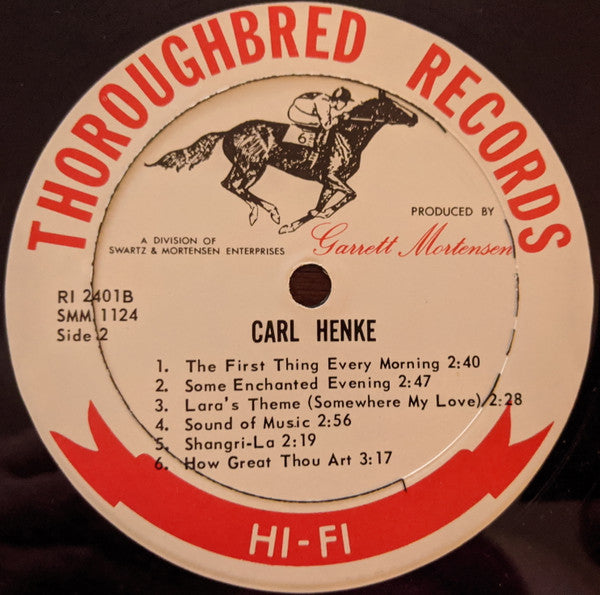 THOROUGHBRED RECORDS
6
PRODUCED BY
Garrett Mortensen
A DIVISION OF
SWARTZ & MORTENSEN ENTERPRISES
RI 2401B
SMM 1124
Side 2
CARL HENKE
1. The First Thing Every Morning 2:40
2. Some Enchanted Evening 2:47
3. Lara's Theme (Somewhere My Love) 2:28
4. Sound of Music 2:56
5. Shangri-La 2:19
6. How Great Thou Art 3:17
HI-FI